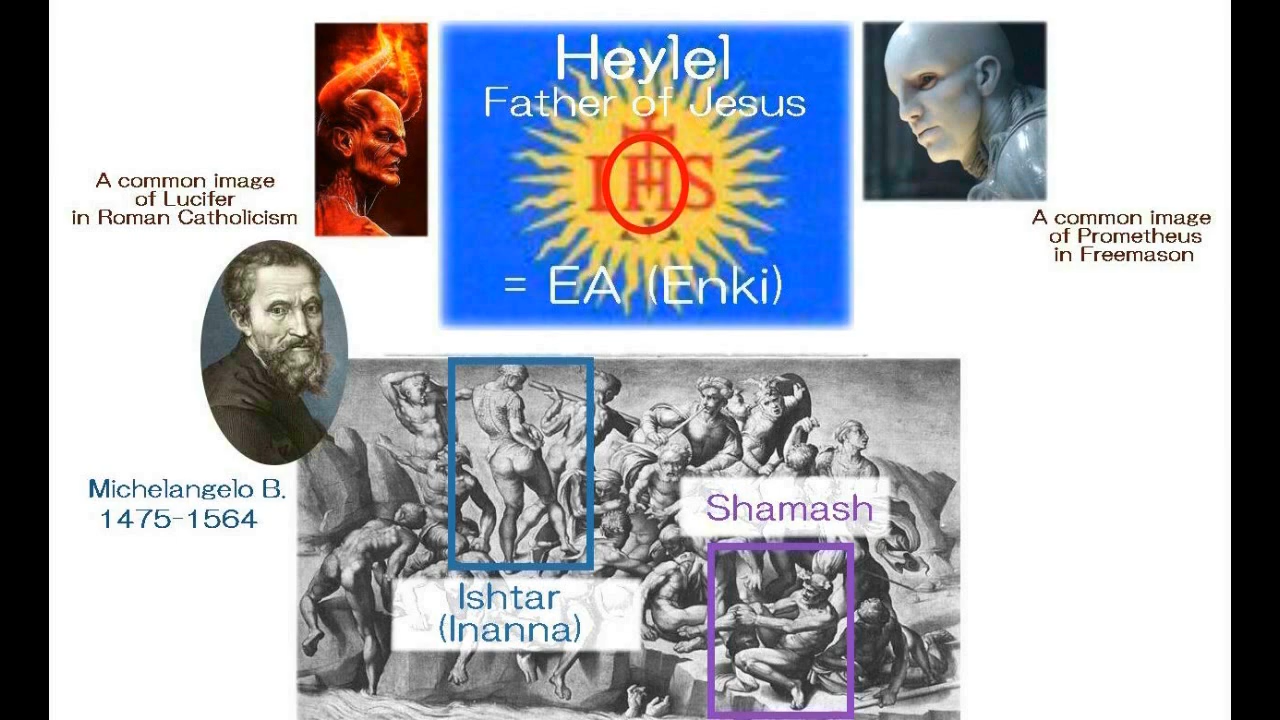 Heylel
Father of Jesus
IHS
= EA (Enki)
A common image
of Lucifer
in Roman Catholicism
A common image
of Prometheus
in Freemason
Michelangelo B.
1475-1564
Shamash
Ishtar
(Inanna)